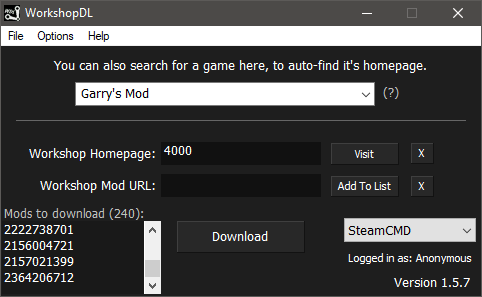 WorkshopDL
File Options Help
You can also search for a game here, to auto-find it's homepage.
Garry's Mod (?)
Workshop Homepage: 4000 Visit X
Workshop Mod URL: Add To List X
Mods to download (240):
2222738701
2156004721
2157021399
2364206712
Download
SteamCMD
Logged in as: Anonymous
Version 1.5.7